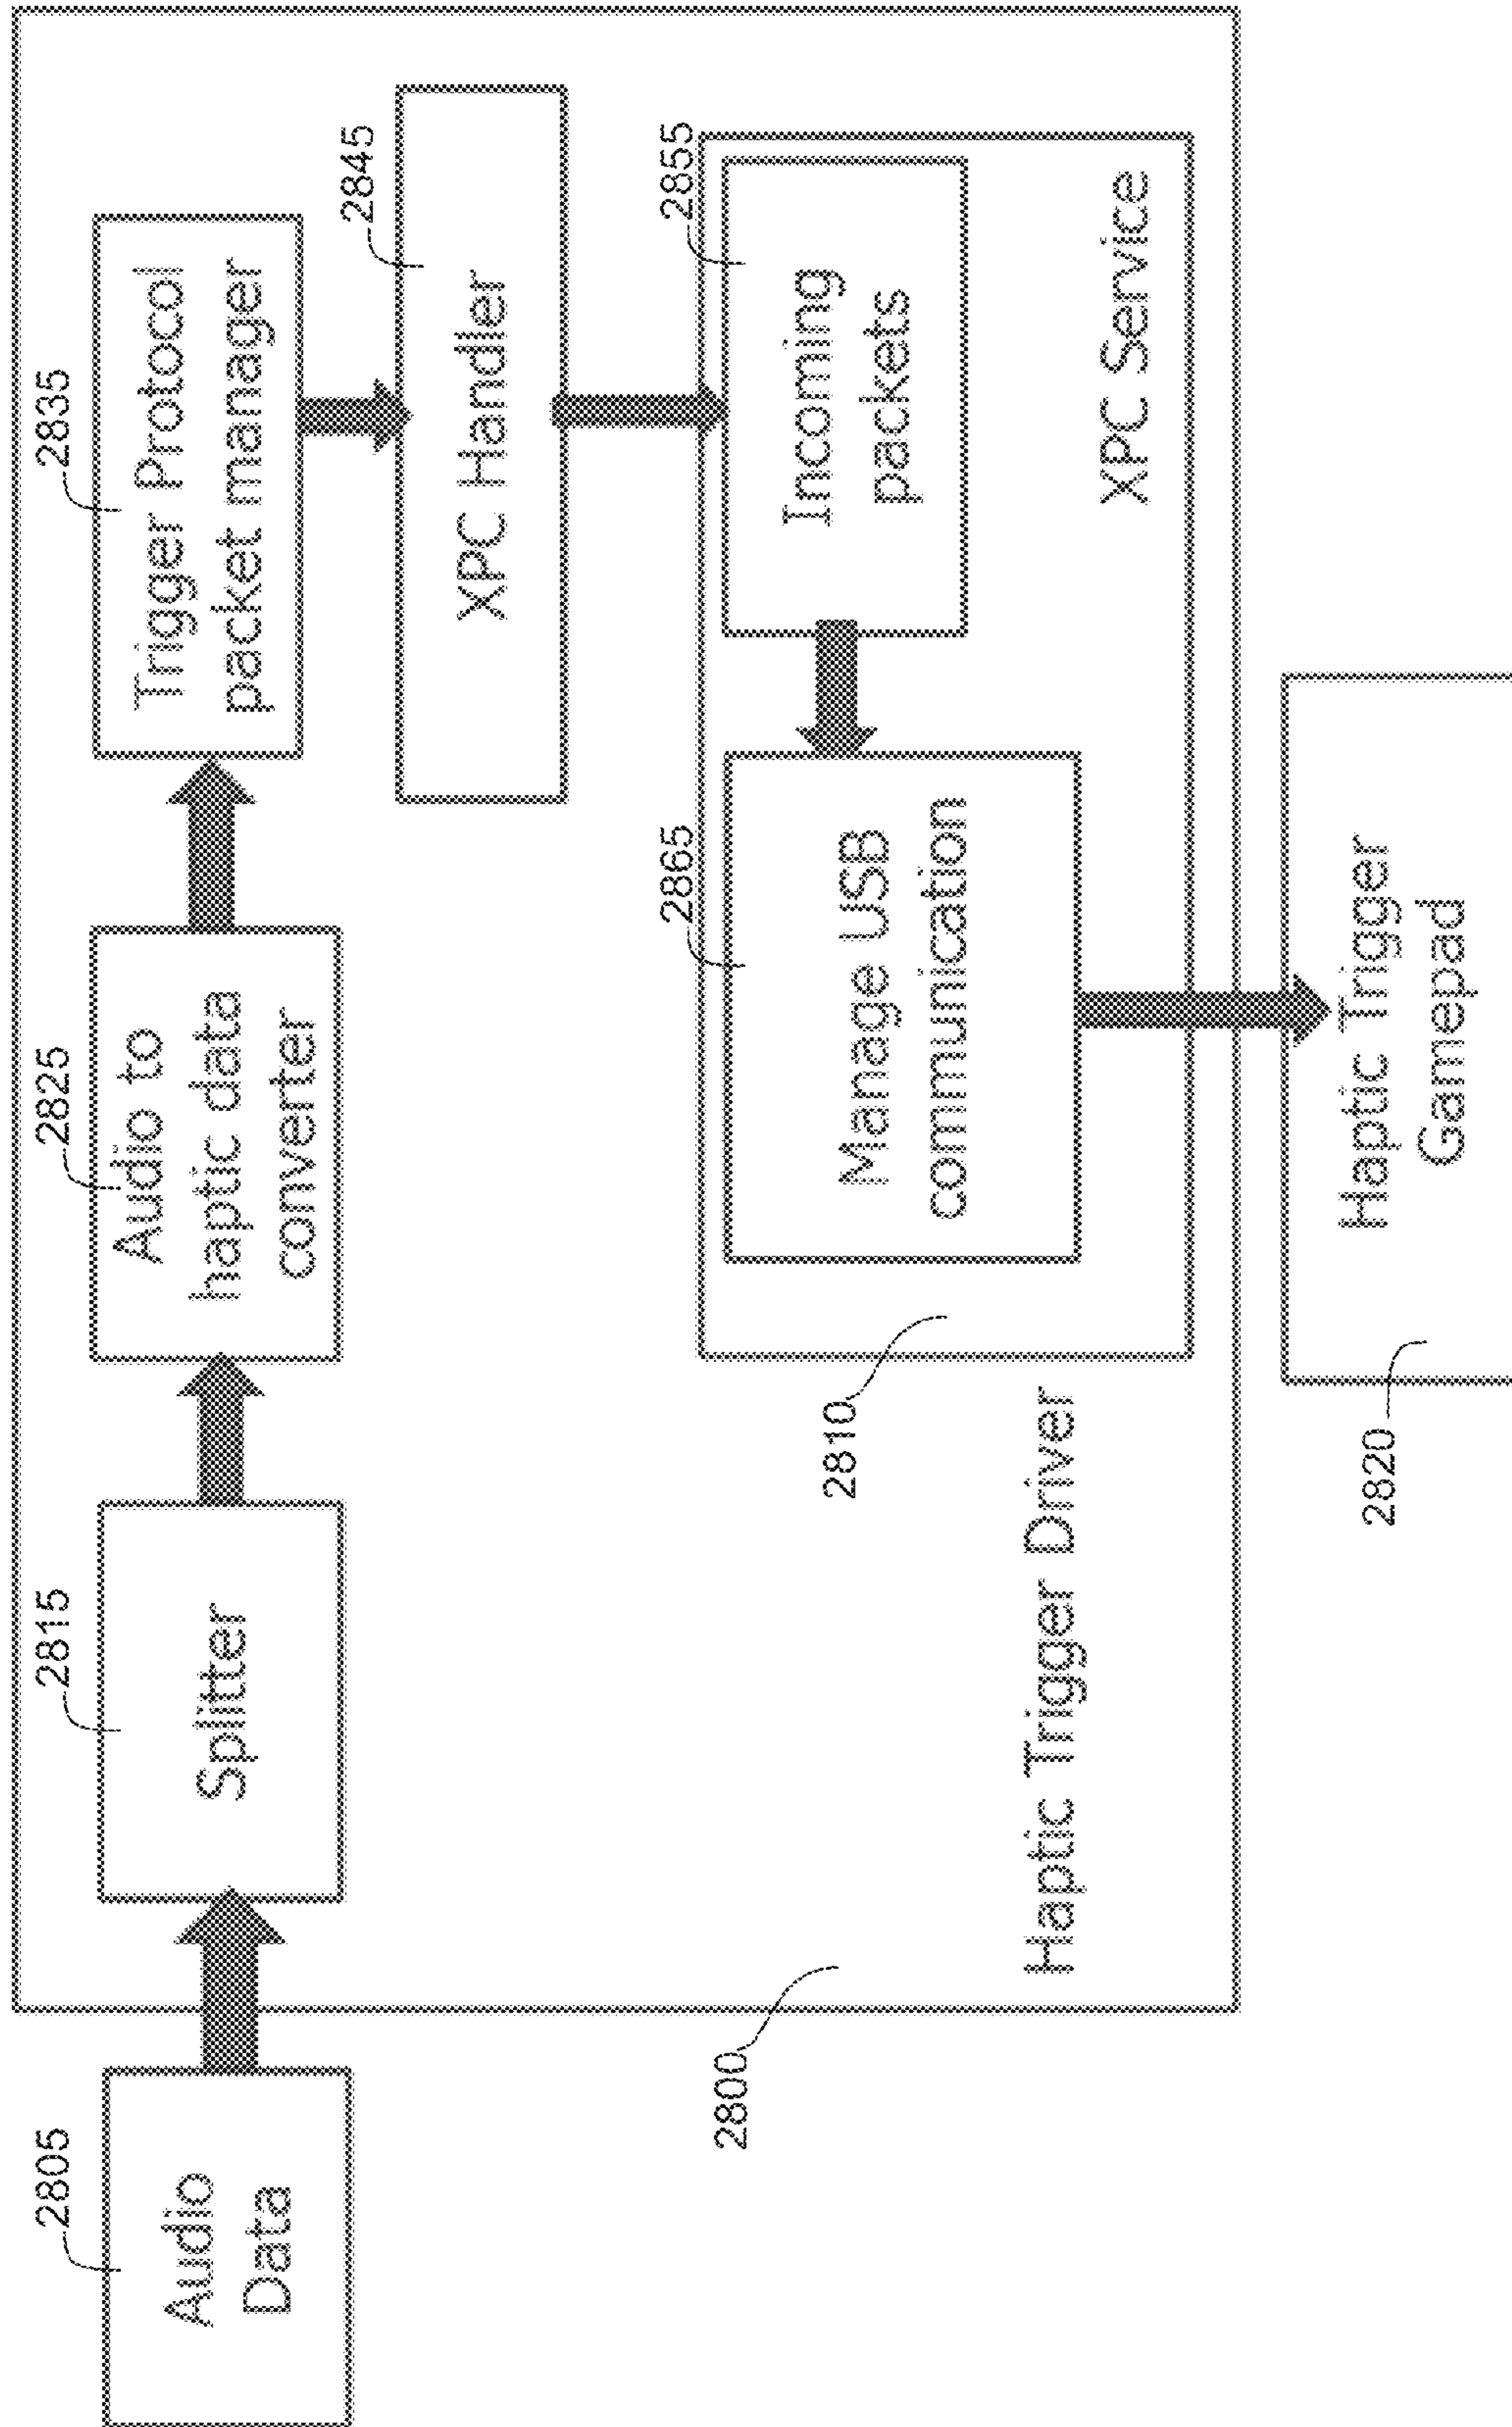 2805
Audio
Data
2815
Splitter
2825
Audio to
haptic data
converter
2835
Trigger Protocol
packet manager
2845
XPC Handler
2855
Incoming
packets
XPC Service
2865
Manage USB
communication
2810
2800
Haptic Trigger Driver
2820
Haptic Trigger
Gamepad